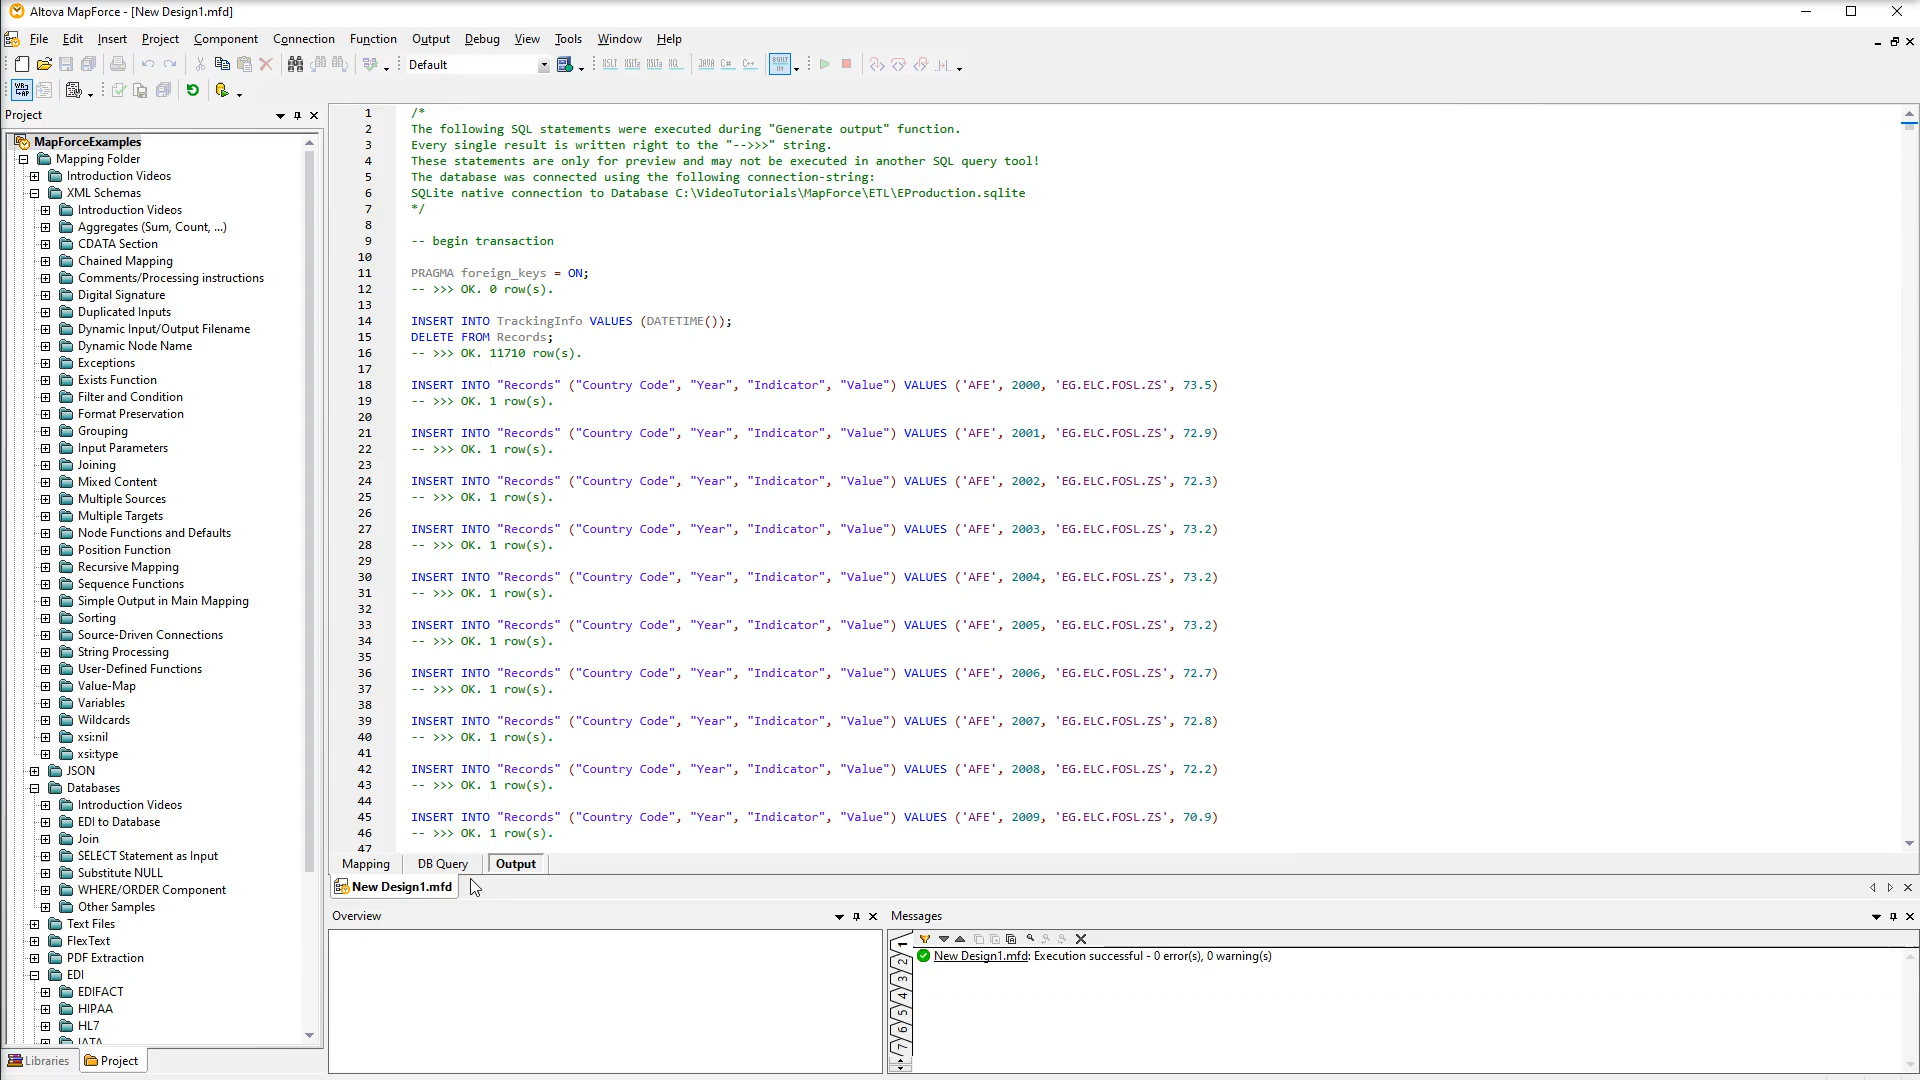 Altova MapForce - [New Design1.mfd]
File Edit Insert Project Component Connection Function Output Debug View Tools Window Help
Default
XSLT XSLT2 XSLT3 XQ... JAVA C# C++ BUILT IN
Project
MapForceExamples
Mapping Folder
Introduction Videos
XML Schemas
Introduction Videos
Aggregates (Sum, Count, ...)
CDATA Section
Chained Mapping
Comments/Processing instructions
Digital Signature
Duplicated Inputs
Dynamic Input/Output Filename
Dynamic Node Name
Exceptions
Exists Function
Filter and Condition
Format Preservation
Grouping
Input Parameters
Joining
Mixed Content
Multiple Sources
Multiple Targets
Node Functions and Defaults
Position Function
Recursive Mapping
Sequence Functions
Simple Output in Main Mapping
Sorting
Source-Driven Connections
String Processing
User-Defined Functions
Value-Map
Variables
Wildcards
xsi:nil
xsi:type
JSON
Databases
Introduction Videos
EDI to Database
Join
SELECT Statement as Input
Substitute NULL
WHERE/ORDER Component
Other Samples
Text Files
FlexText
PDF Extraction
EDI
EDIFACT
HIPAA
HL7
IATA
Libraries Project
1 /*
2 The following SQL statements were executed during "Generate output" function.
3 Every single result is written right to the "-->>>" string.
4 These statements are only for preview and may not be executed in another SQL query tool!
5 The database was connected using the following connection-string:
6 SQLite native connection to Database C:\VideoTutorials\MapForce\ETL\EProduction.sqlite
7 */
8
9 -- begin transaction
10
11 PRAGMA foreign_keys = ON;
12 -- >>> OK. 0 row(s).
13
14 INSERT INTO TrackingInfo VALUES (DATETIME());
15 DELETE FROM Records;
16 -- >>> OK. 11710 row(s).
17
18 INSERT INTO "Records" ("Country Code", "Year", "Indicator", "Value") VALUES ('AFE', 2000, 'EG.ELC.FOSL.ZS', 73.5)
19 -- >>> OK. 1 row(s).
20
21 INSERT INTO "Records" ("Country Code", "Year", "Indicator", "Value") VALUES ('AFE', 2001, 'EG.ELC.FOSL.ZS', 72.9)
22 -- >>> OK. 1 row(s).
23
24 INSERT INTO "Records" ("Country Code", "Year", "Indicator", "Value") VALUES ('AFE', 2002, 'EG.ELC.FOSL.ZS', 72.3)
25 -- >>> OK. 1 row(s).
26
27 INSERT INTO "Records" ("Country Code", "Year", "Indicator", "Value") VALUES ('AFE', 2003, 'EG.ELC.FOSL.ZS', 73.2)
28 -- >>> OK. 1 row(s).
29
30 INSERT INTO "Records" ("Country Code", "Year", "Indicator", "Value") VALUES ('AFE', 2004, 'EG.ELC.FOSL.ZS', 73.2)
31 -- >>> OK. 1 row(s).
32
33 INSERT INTO "Records" ("Country Code", "Year", "Indicator", "Value") VALUES ('AFE', 2005, 'EG.ELC.FOSL.ZS', 73.2)
34 -- >>> OK. 1 row(s).
35
36 INSERT INTO "Records" ("Country Code", "Year", "Indicator", "Value") VALUES ('AFE', 2006, 'EG.ELC.FOSL.ZS', 72.7)
37 -- >>> OK. 1 row(s).
38
39 INSERT INTO "Records" ("Country Code", "Year", "Indicator", "Value") VALUES ('AFE', 2007, 'EG.ELC.FOSL.ZS', 72.8)
40 -- >>> OK. 1 row(s).
41
42 INSERT INTO "Records" ("Country Code", "Year", "Indicator", "Value") VALUES ('AFE', 2008, 'EG.ELC.FOSL.ZS', 72.2)
43 -- >>> OK. 1 row(s).
44
45 INSERT INTO "Records" ("Country Code", "Year", "Indicator", "Value") VALUES ('AFE', 2009, 'EG.ELC.FOSL.ZS', 70.9)
46 -- >>> OK. 1 row(s).
47
Mapping DB Query Output
New Design1.mfd
Overview
Messages
New Design1.mfd: Execution successful - 0 error(s), 0 warning(s)
1
2
3
4
5
6
7